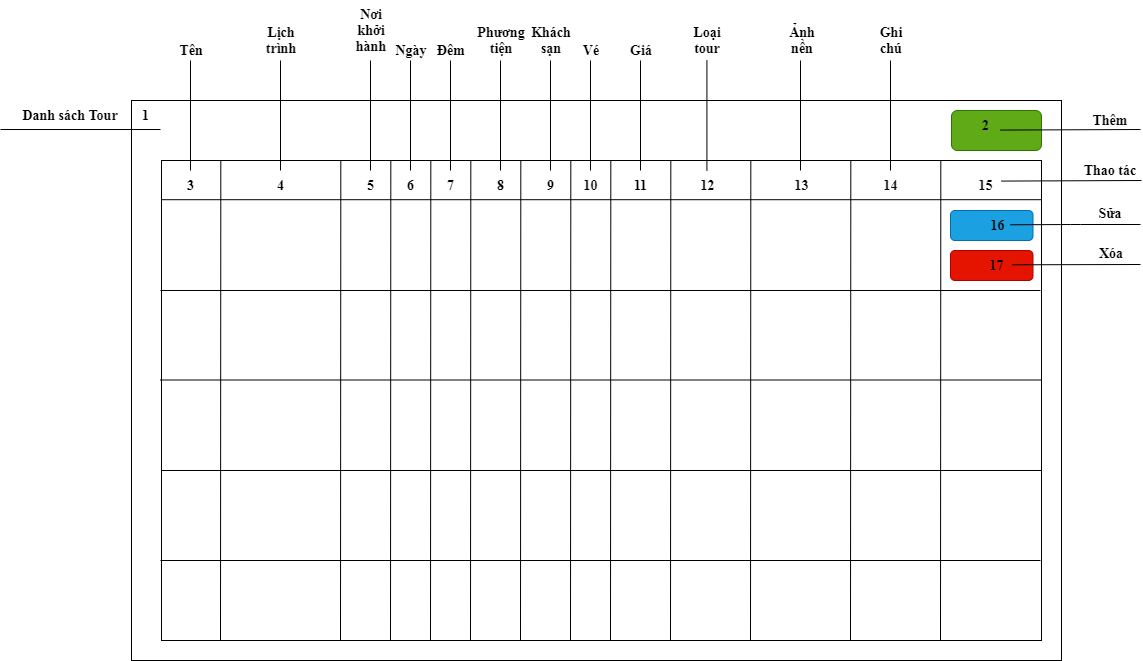 Tên
Lịch
trình
Nơi
khởi
hành
Ngày
Đêm
Phương
tiện
Khách
sạn
Vé
Giá
Loại
tour
Ảnh
nền
Ghi
chú
Danh sách Tour
1
2
Thêm
3
4
5
6
7
8
9
10
11
12
13
14
15
Thao tác
16
Sữa
17
Xóa